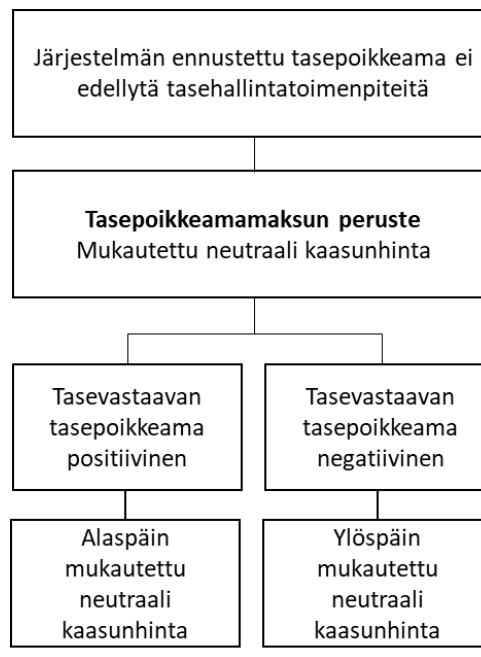 Järjestelmän ennustettu tasepoikkeama ei
edellytä tasehallintatoimenpiteitä
Tasepoikkeamamaksun peruste
Mukautettu neutraali kaasunhinta
Tasevastaavan
tasepoikkeama
positiivinen
Tasevastaavan
tasepoikkeama
negatiivinen
Alaspäin
mukautettu
neutraali
kaasunhinta
Ylöspäin
mukautettu
neutraali
kaasunhinta